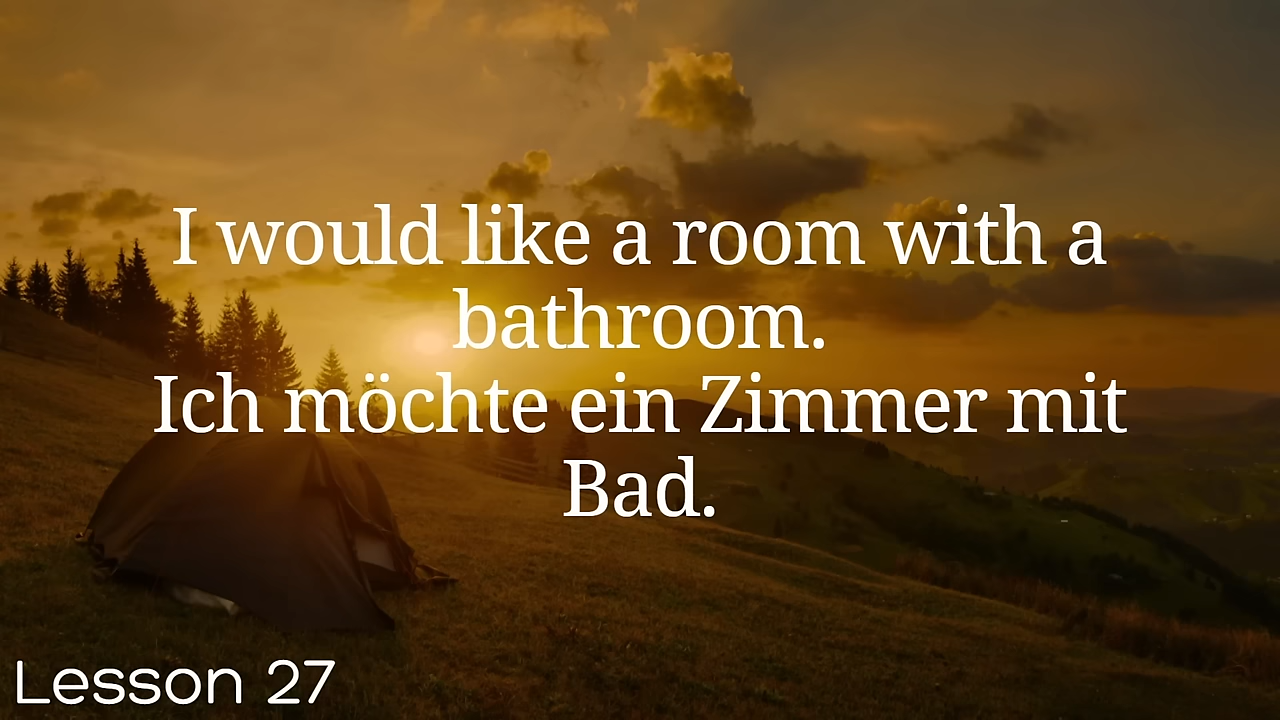 I would like a room with a
bathroom.
Ich möchte ein Zimmer mit
Bad.
Lesson 27